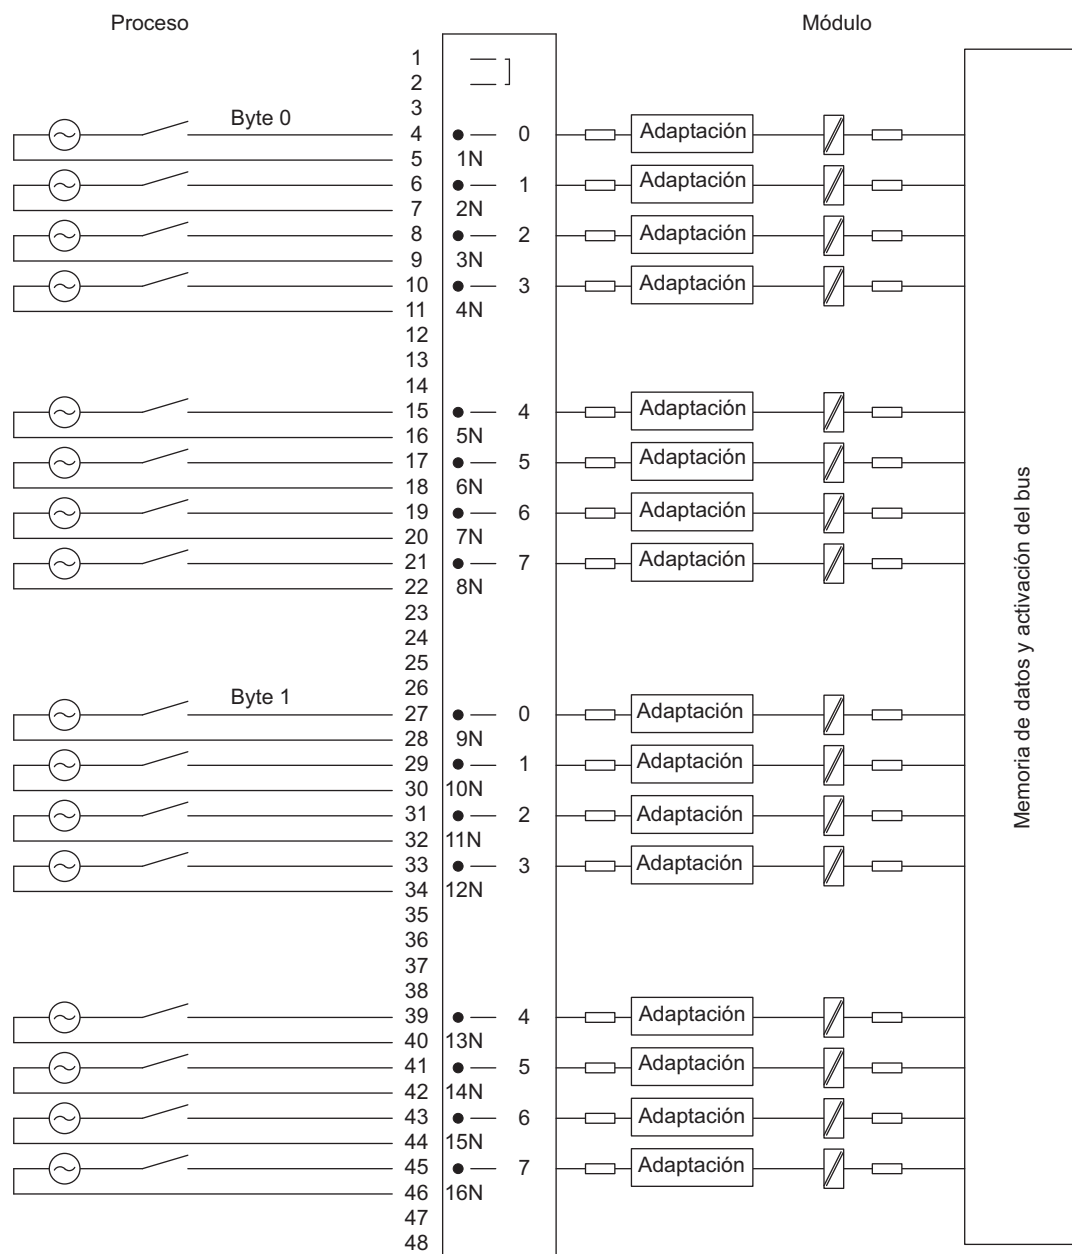 Proceso Módulo
1
2
3
Byte 0 4 0 Adaptación
5 1N
6 1 Adaptación
7 2N
8 2 Adaptación
9 3N
10 3 Adaptación
11 4N
12
13
14
15 4 Adaptación
16 5N
17 5 Adaptación
18 6N
19 6 Adaptación
20 7N
21 7 Adaptación
22 8N
23
24
25
26
Byte 1 27 0 Adaptación
28 9N
29 1 Adaptación
30 10N
31 2 Adaptación
32 11N
33 3 Adaptación
34 12N
35
36
37
38
39 4 Adaptación
40 13N
41 5 Adaptación
42 14N
43 6 Adaptación
44 15N
45 7 Adaptación
46 16N
47
48
Memoria de datos y activación del bus